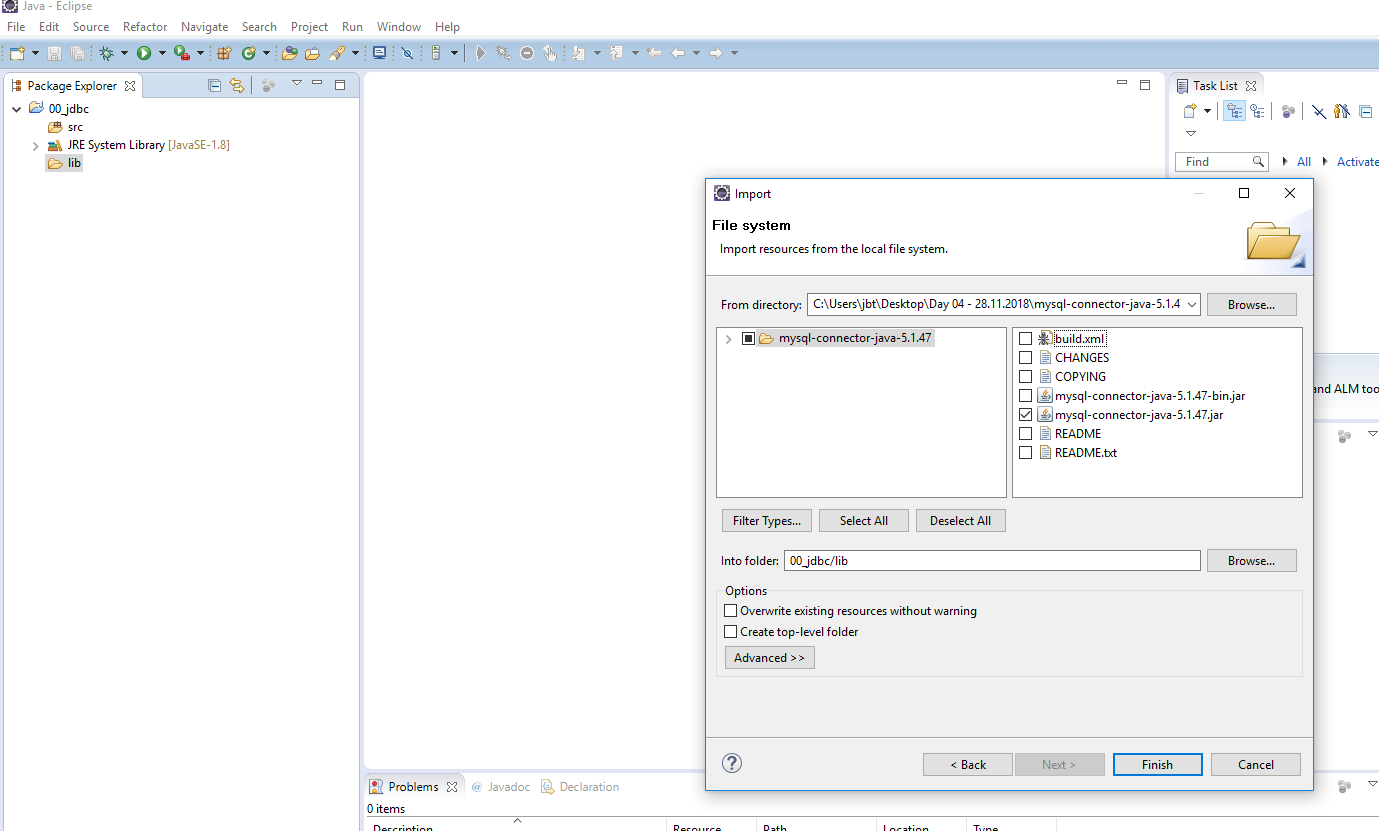 Java - Eclipse
File Edit Source Refactor Navigate Search Project Run Window Help
Package Explorer
00_jdbc
src
JRE System Library [JavaSE-1.8]
lib
Task List
Find
All
Activate
Import
File system
Import resources from the local file system.
From directory: C:\Users\jbt\Desktop\Day 04 - 28.11.2018\mysql-connector-java-5.1.4 Browse...
mysql-connector-java-5.1.47
build.xml
CHANGES
COPYING
mysql-connector-java-5.1.47-bin.jar
mysql-connector-java-5.1.47.jar
README
README.txt
Filter Types... Select All Deselect All
Into folder: 00_jdbc/lib Browse...
Options
Overwrite existing resources without warning
Create top-level folder
Advanced >>
? < Back Next > Finish Cancel
and ALM too
Problems @ Javadoc Declaration
0 items
Description Resource Path Location Type